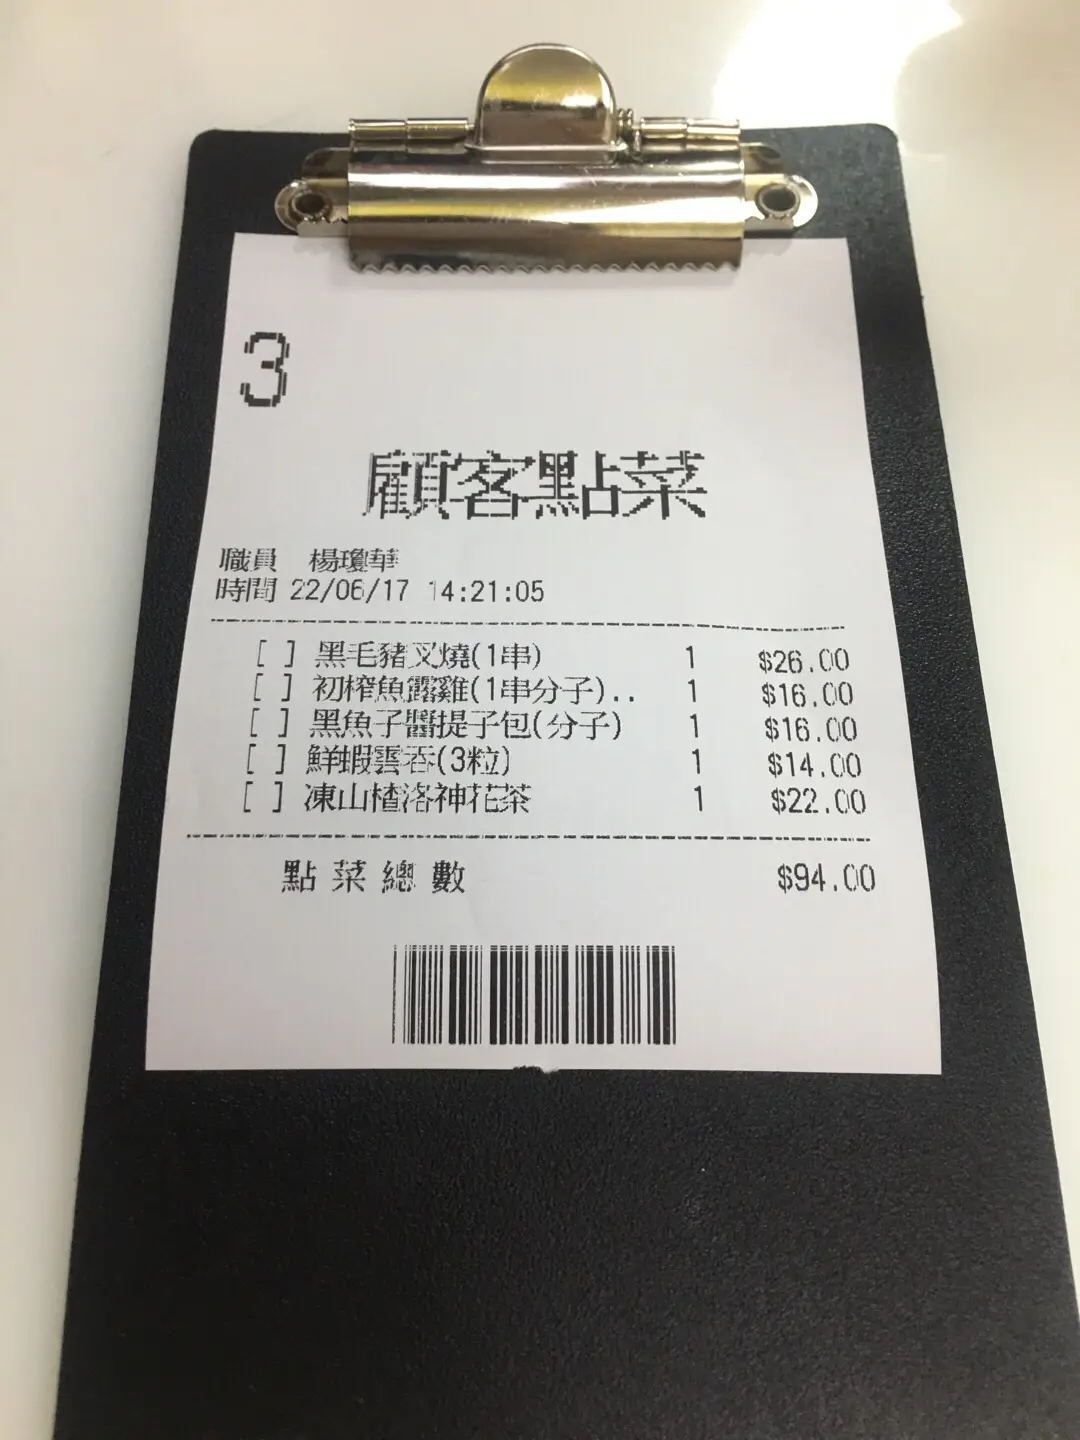 3
顧客點菜
職員 楊瓊華
時間 22/06/17 14:21:05
[ ] 黑毛豬叉燒(1串) 1 $26.00
[ ] 初榨魚露雞(1串分子).. 1 $16.00
[ ] 黑魚子醬提子包(分子) 1 $16.00
[ ] 鮮蝦雲吞(3粒) 1 $14.00
[ ] 凍山楂洛神花茶 1 $22.00
點菜總數 $94.00